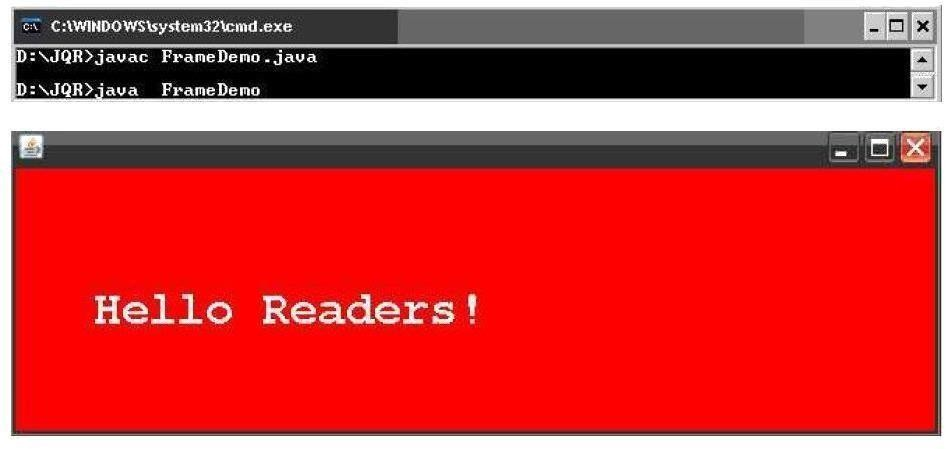 C:\WINDOWS\system32\cmd.exe
D:\JQR>javac FrameDemo.java
D:\JQR>java  FrameDemo
Hello Readers!